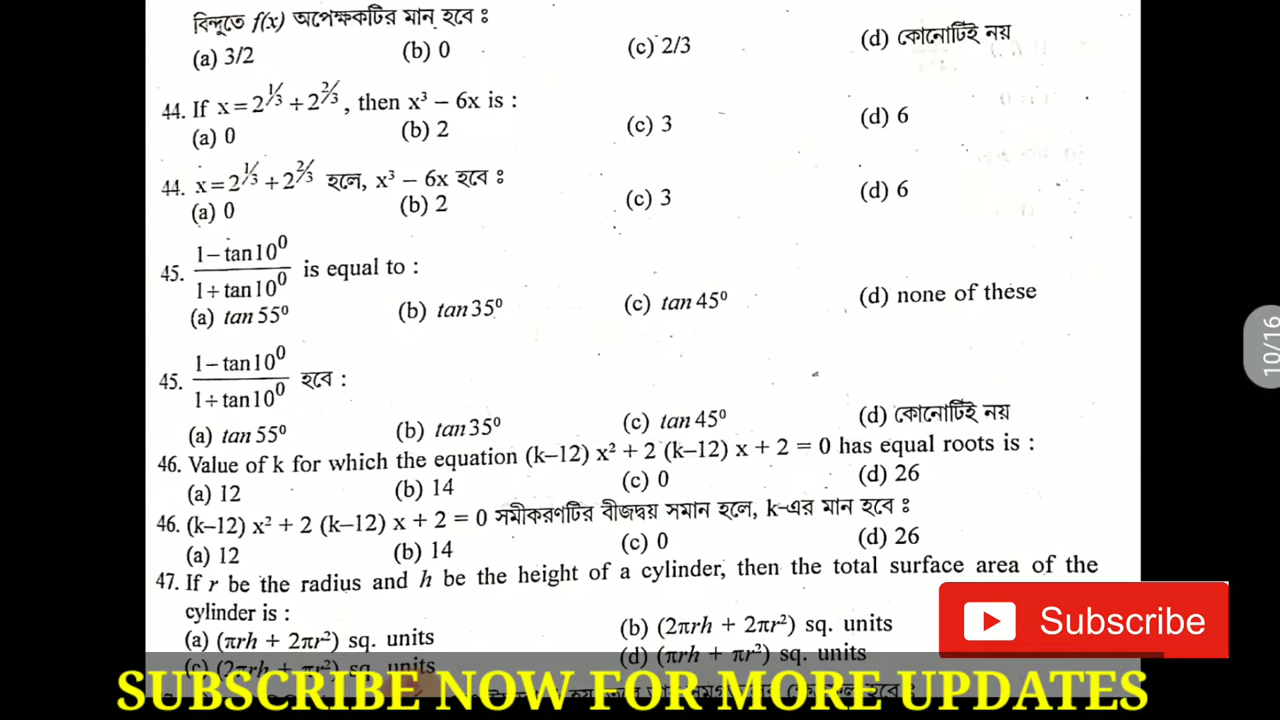 বিন্দুতে f(x) অপেক্ষকটির মান হবে ঃ
(a) 3/2 (b) 0 (c) 2/3 (d) কোনোটিই নয়
44. If x = 2^1/3 + 2^2/3, then x³ – 6x is :
(a) 0 (b) 2 (c) 3 (d) 6
44. x = 2^1/3 + 2^2/3 হলে, x³ – 6x হবে ঃ
(a) 0 (b) 2 (c) 3 (d) 6
45. (1 – tan10⁰)/(1 + tan10⁰) is equal to :
(a) tan 55⁰ (b) tan 35⁰ (c) tan 45⁰ (d) none of these
45. (1 – tan10⁰)/(1 + tan10⁰) হবে :
(a) tan 55⁰ (b) tan 35⁰ (c) tan 45⁰ (d) কোনোটিই নয়
46. Value of k for which the equation (k–12) x² + 2 (k–12) x + 2 = 0 has equal roots is :
(a) 12 (b) 14 (c) 0 (d) 26
46. (k–12) x² + 2 (k–12) x + 2 = 0 সমীকরণটির বীজদ্বয় সমান হলে, k-এর মান হবে ঃ
(a) 12 (b) 14 (c) 0 (d) 26
47. If r be the radius and h be the height of a cylinder, then the total surface area of the
cylinder is :
(a) (πrh + 2πr²) sq. units (b) (2πrh + 2πr²) sq. units
(c) (2πrh + πr²) sq. units (d) (πrh + πr²) sq. units
Subscribe
SUBSCRIBE NOW FOR MORE UPDATES
10/16